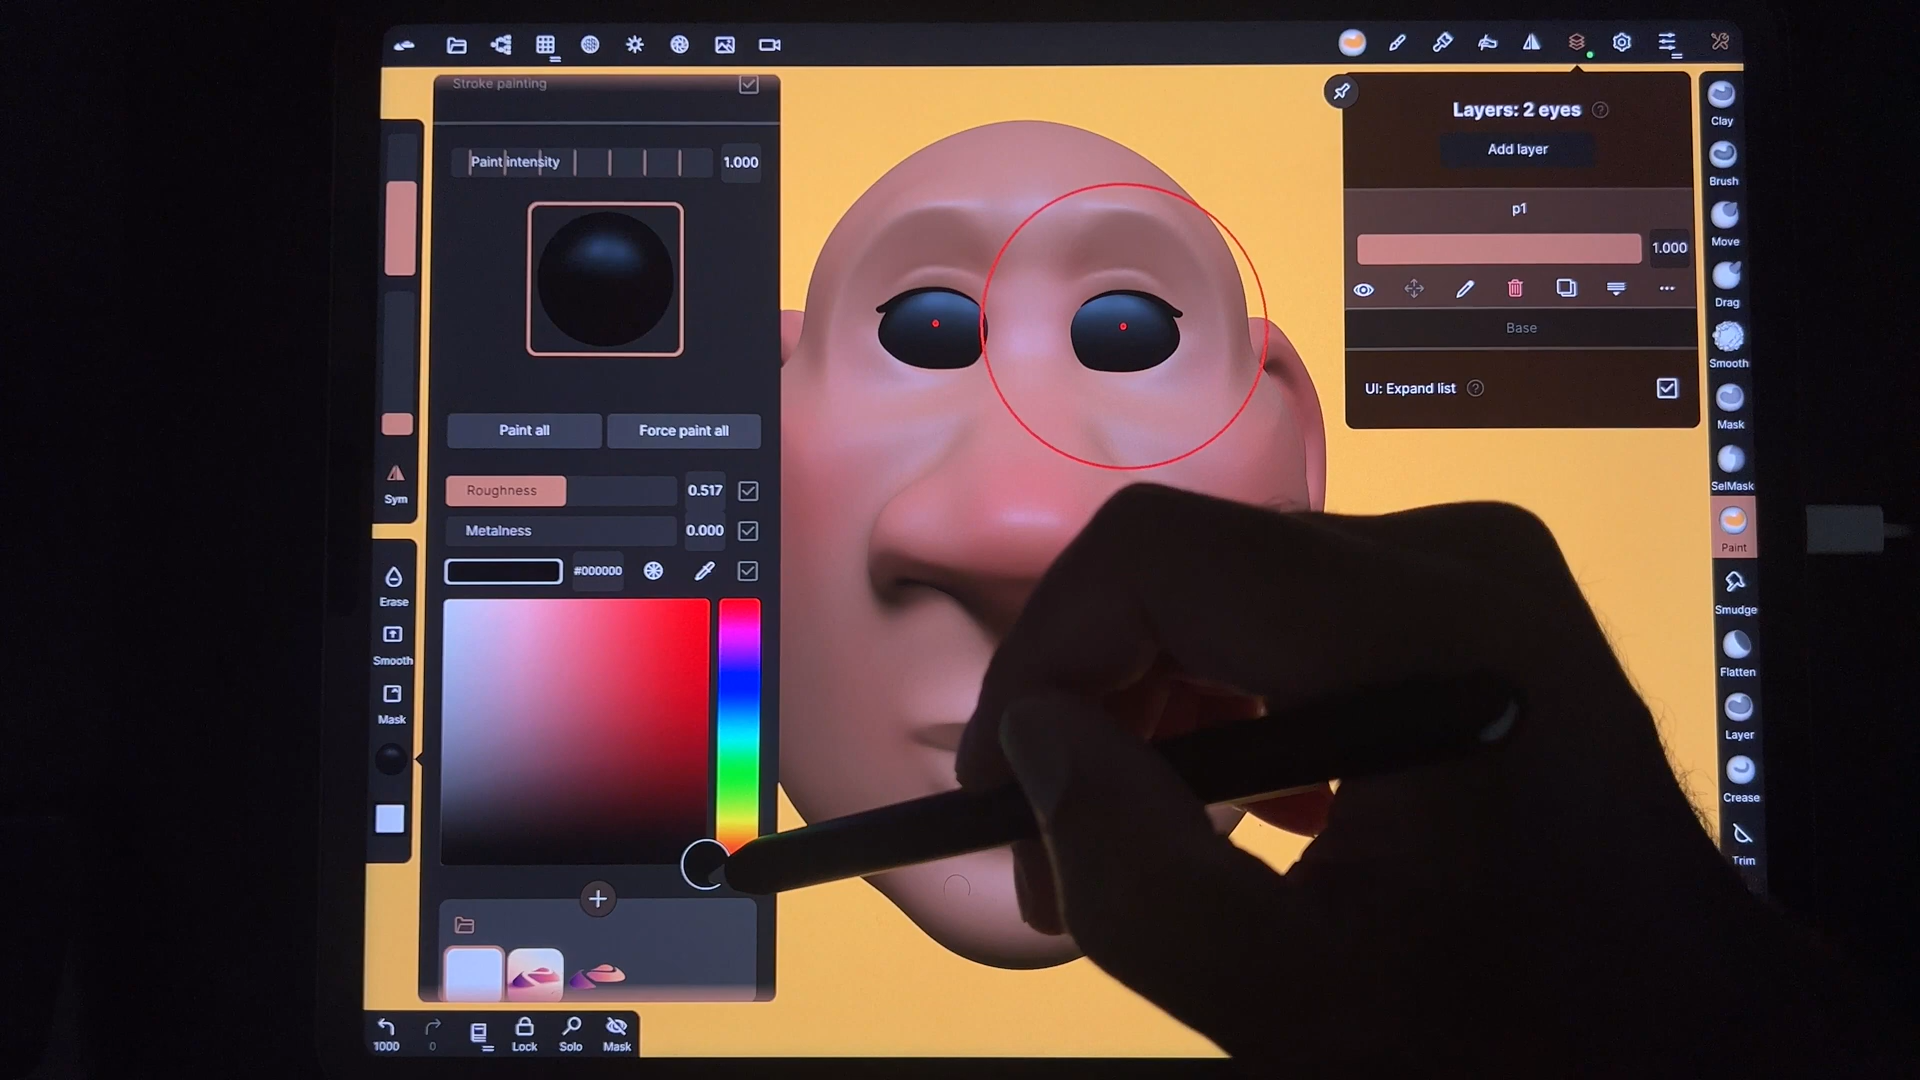 Stroke painting
Paint intensity 1.000
Paint all
Force paint all
Roughness 0.517
Metalness 0.000
#000000
Sym
Erase
Smooth
Mask
1000
0
Lock
Solo
Mask
Layers: 2 eyes ?
Add layer
p1
1.000
Base
UI: Expand list ?
Clay
Brush
Move
Drag
Smooth
Mask
SelMask
Paint
Smudge
Flatten
Layer
Crease
Trim